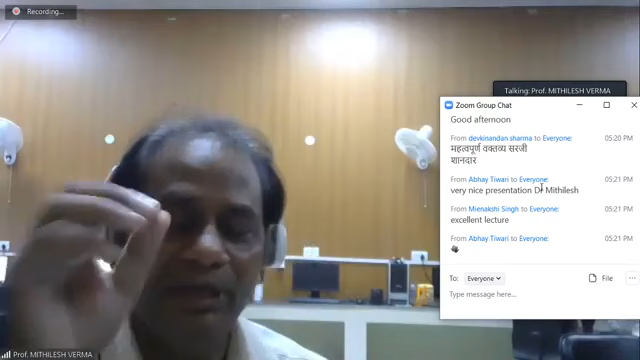 Recording...
Talking: Prof. MITHILESH VERMA
Zoom Group Chat
Good afternoon
From devkinandan sharma to Everyone: 05:20 PM
महत्वपूर्ण वक्तव्य सरजी
शानदार
From Abhay Tiwari to Everyone: 05:21 PM
very nice presentation Dr Mithilesh
From Mienakshi Singh to Everyone: 05:21 PM
excellent lecture
From Abhay Tiwari to Everyone: 05:21 PM
To: Everyone File
Type message here...
Prof. MITHILESH VERMA